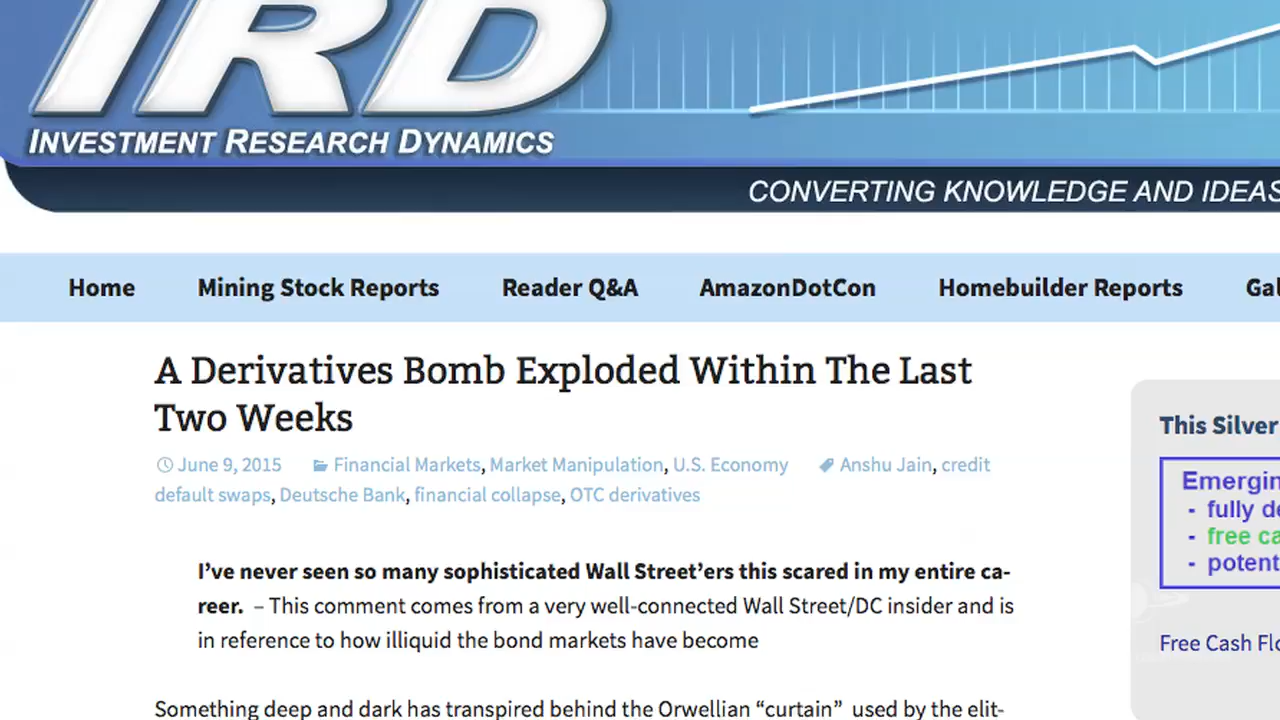 IRD
INVESTMENT RESEARCH DYNAMICS
CONVERTING KNOWLEDGE AND IDEAS
Home Mining Stock Reports Reader Q&A AmazonDotCon Homebuilder Reports Gal
A Derivatives Bomb Exploded Within The Last
Two Weeks
June 9, 2015 Financial Markets, Market Manipulation, U.S. Economy Anshu Jain, credit
default swaps, Deutsche Bank, financial collapse, OTC derivatives
I’ve never seen so many sophisticated Wall Street’ers this scared in my entire ca-
reer. – This comment comes from a very well-connected Wall Street/DC insider and is
in reference to how illiquid the bond markets have become
Something deep and dark has transpired behind the Orwellian “curtain” used by the elit-
This Silver
Emergin
- fully de
- free ca
- potent
Free Cash Flo